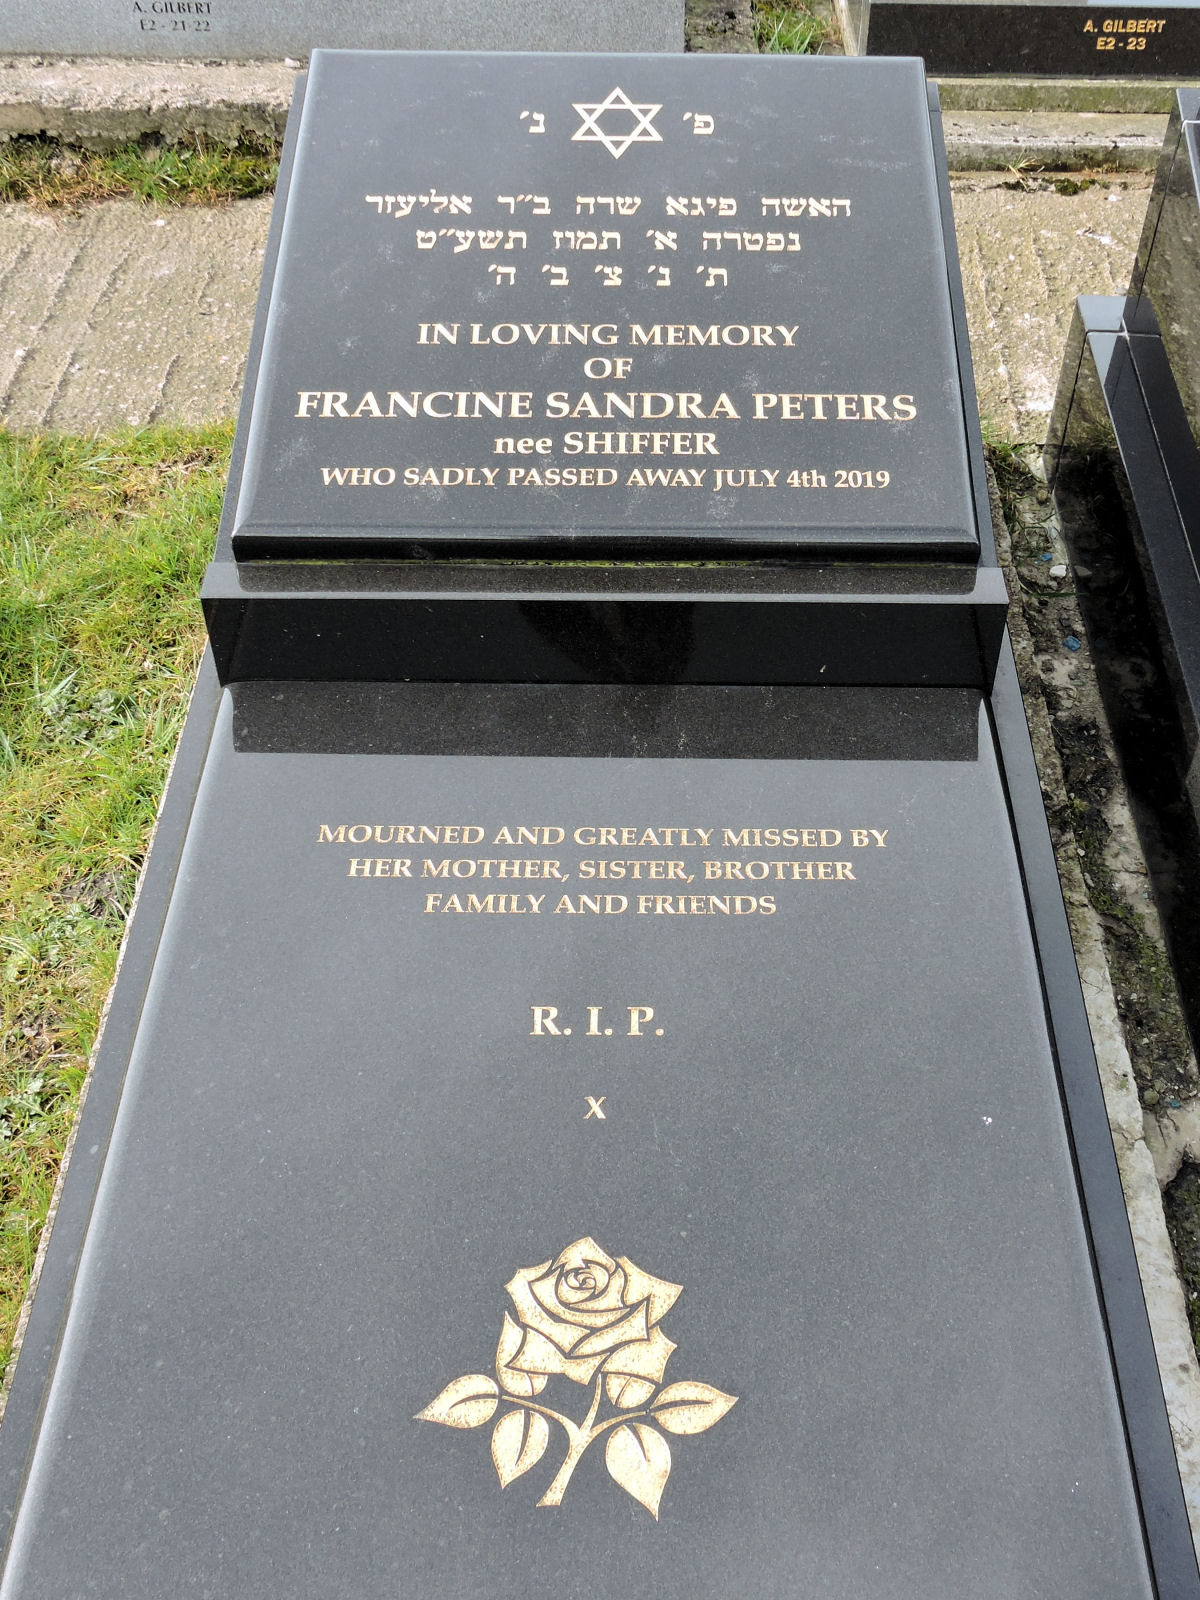 A. GILBERT
E2 - 21-22
A. GILBERT
E2 - 23
פ׳ נ׳
האשה פיגא שרה ב״ר אליעזר
נפטרה א׳ תמוז תשע״ט
ת׳ נ׳ צ׳ ב׳ ה׳
IN LOVING MEMORY
OF
FRANCINE SANDRA PETERS
nee SHIFFER
WHO SADLY PASSED AWAY JULY 4th 2019
MOURNED AND GREATLY MISSED BY
HER MOTHER, SISTER, BROTHER
FAMILY AND FRIENDS
R. I. P.
X